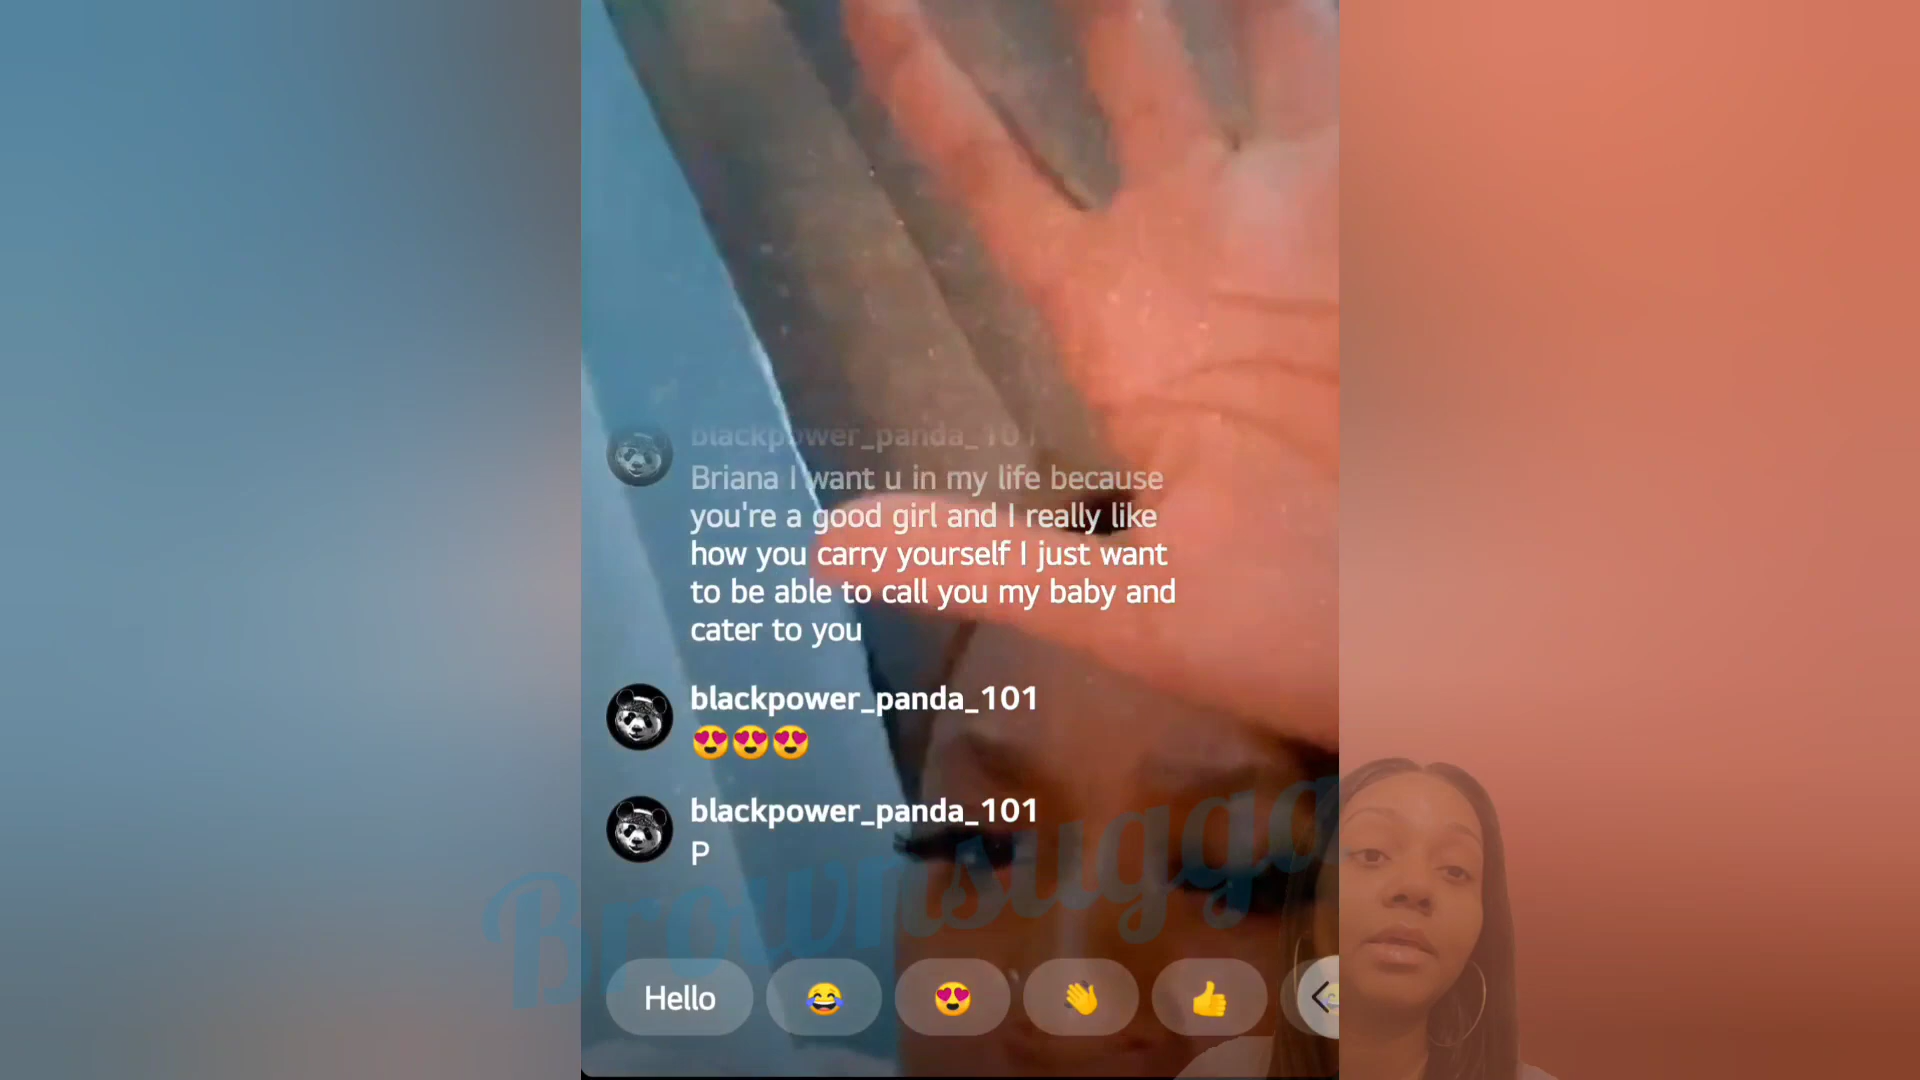 blackpower_panda_101
Briana I want u in my life because
you're a good girl and I really like
how you carry yourself I just want
to be able to call you my baby and
cater to you
blackpower_panda_101
😍😍😍
blackpower_panda_101
P
Brownsugga
Hello 😂 😍 👋 👍